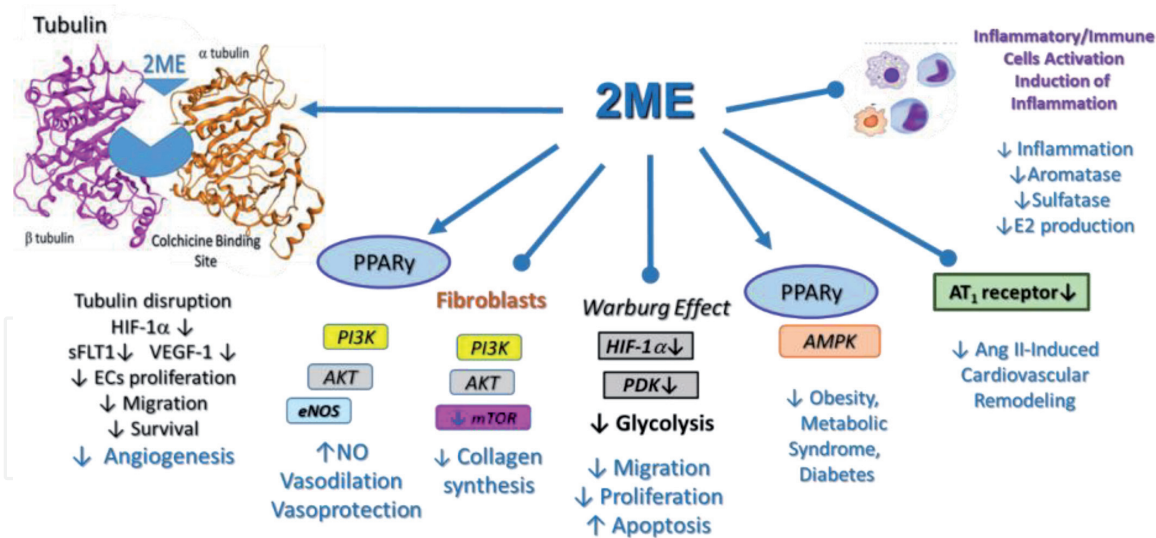 Tubulin
2ME
α tubulin
β tubulin
Colchicine Binding
Site
Tubulin disruption
HIF-1α ↓
sFLT1↓ VEGF-1 ↓
↓ ECs proliferation
↓ Migration
↓ Survival
↓ Angiogenesis
2ME
PPARγ
PI3K
AKT
eNOS
↑NO
Vasodilation
Vasoprotection
Fibroblasts
PI3K
AKT
↓ mTOR
↓ Collagen
synthesis
Warburg Effect
HIF-1α↓
PDK↓
↓ Glycolysis
↓ Migration
↓ Proliferation
↑ Apoptosis
PPARγ
AMPK
↓ Obesity,
Metabolic
Syndrome,
Diabetes
Inflammatory/Immune
Cells Activation
Induction of
Inflammation
↓ Inflammation
↓Aromatase
↓Sulfatase
↓E2 production
AT₁ receptor↓
↓ Ang II-Induced
Cardiovascular
Remodeling